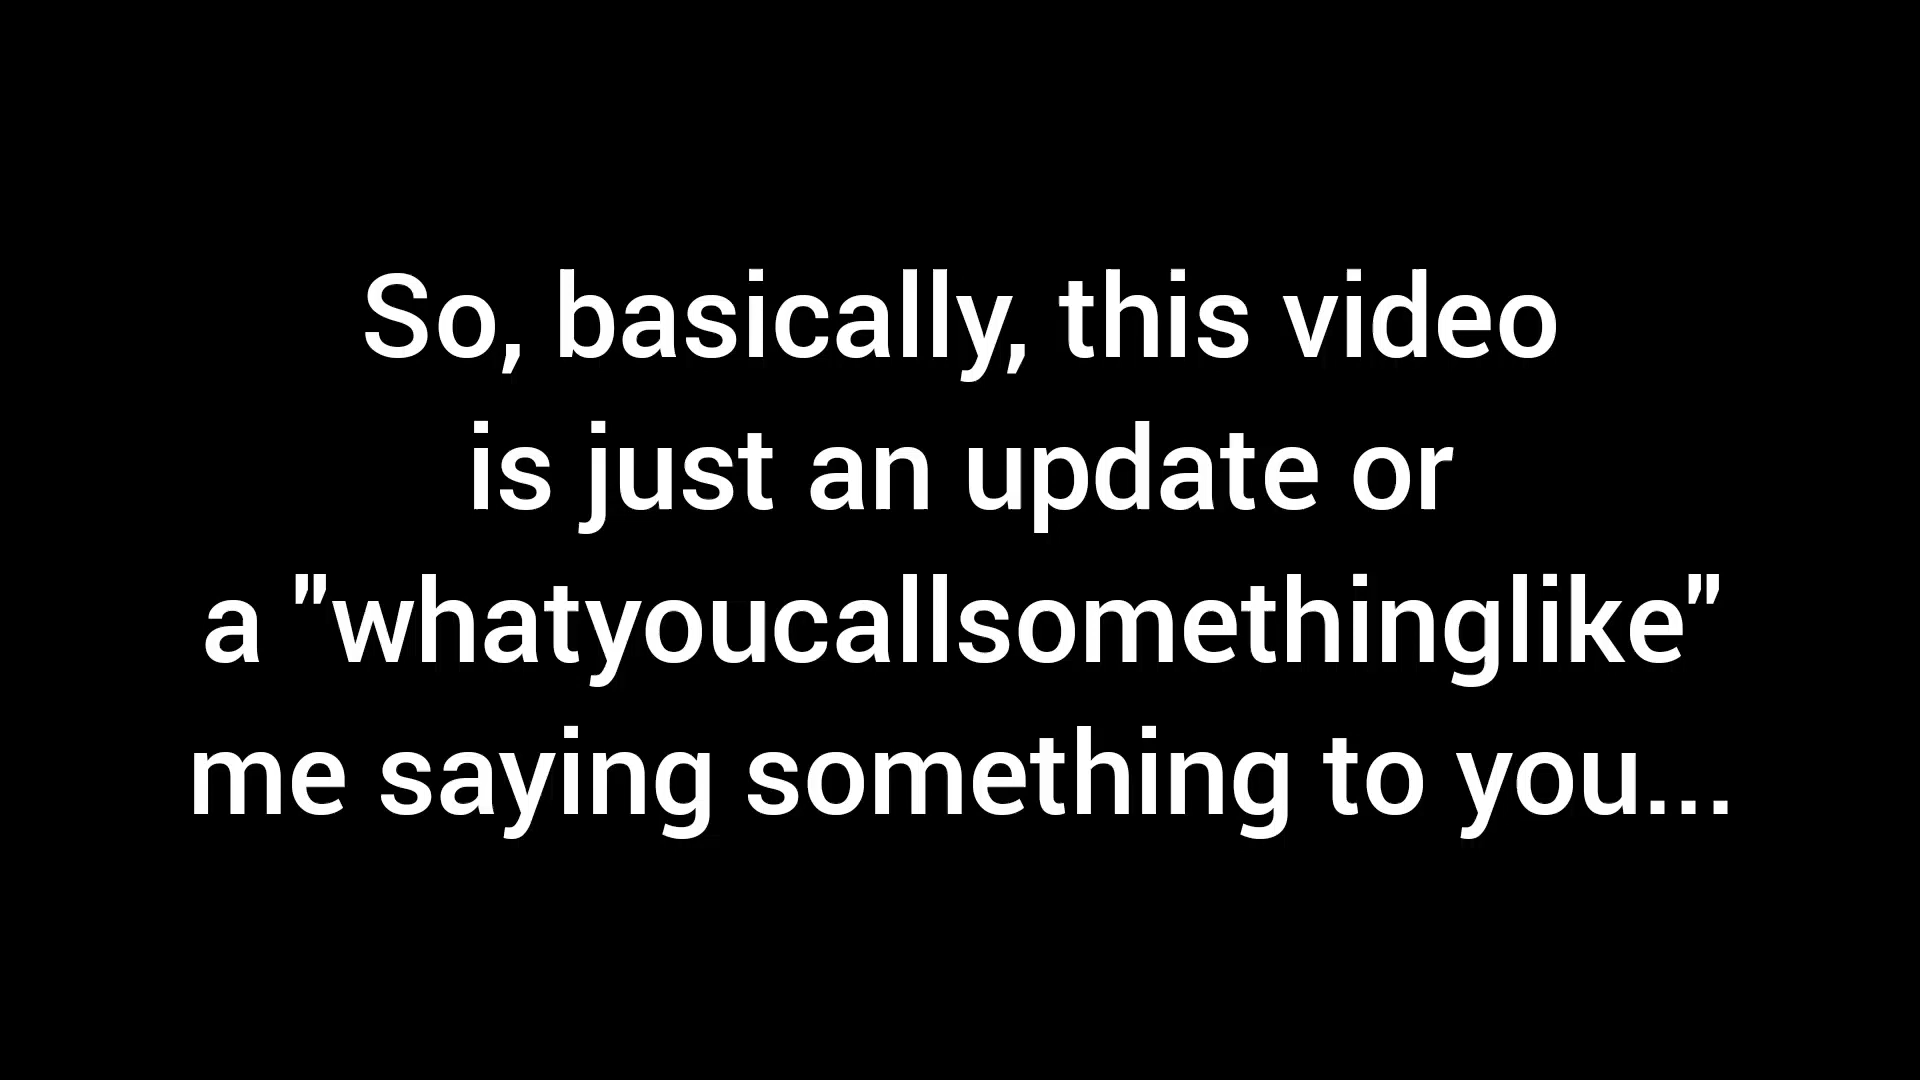 So, basically, this video
is just an update or
a "whatyoucallsomethinglike"
me saying something to you...